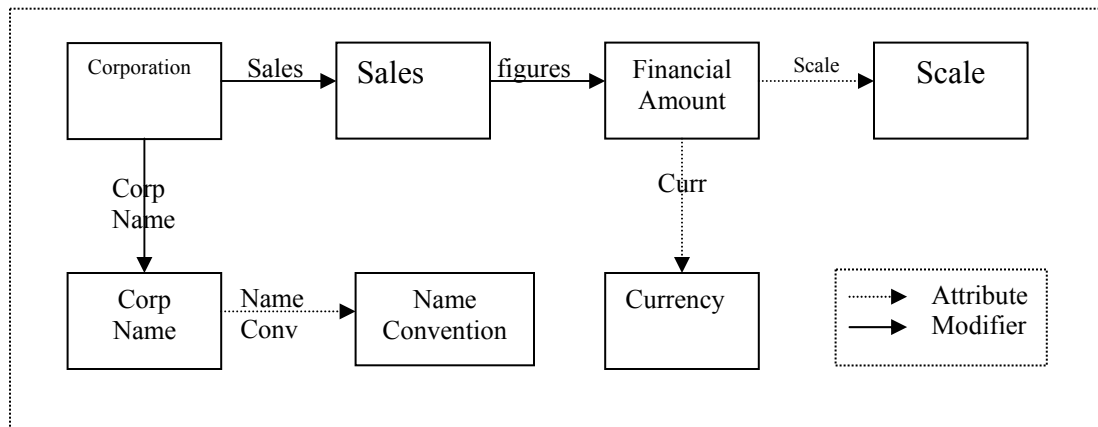 Corporation
Sales
Sales
figures
Financial
Amount
Scale
Scale
Corp
Name
Curr
Corp
Name
Name
Conv
Name
Convention
Currency
Attribute
Modifier